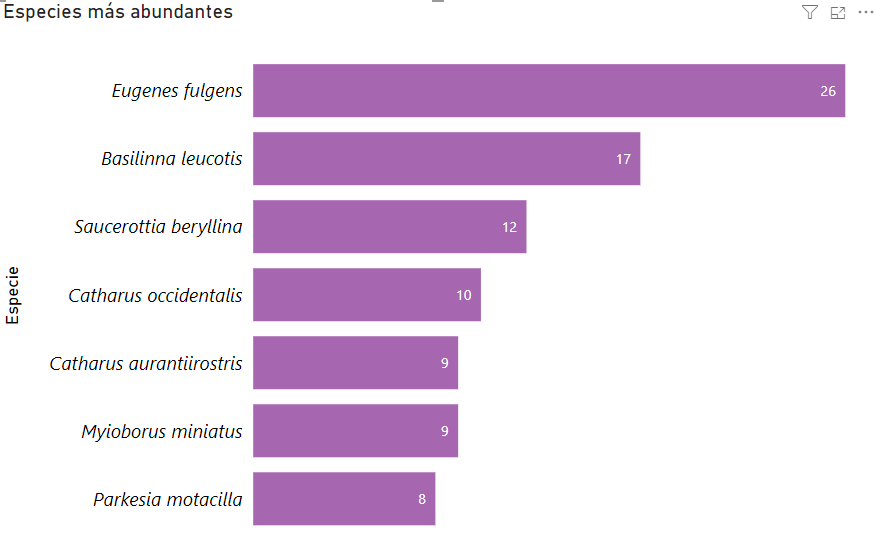 Especies más abundantes
Especie
Eugenes fulgens 26
Basilinna leucotis 17
Saucerottia beryllina 12
Catharus occidentalis 10
Catharus aurantiirostris 9
Myioborus miniatus 9
Parkesia motacilla 8